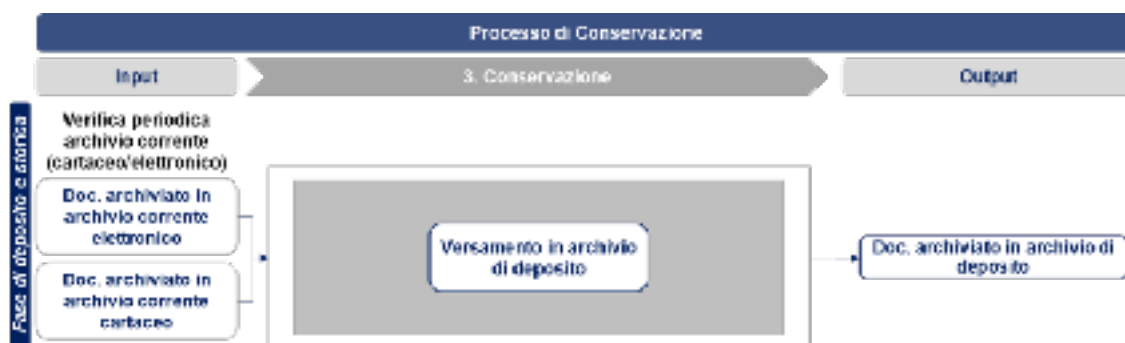 Processo di Conservazione
Input
3. Conservazione
Output
Fase di deposito e storica
Verifica periodica
archivio corrente
(cartaceo/elettronico)
Doc. archiviato in
archivio corrente
elettronico
Doc. archiviato in
archivio corrente
cartaceo
Versamento in archivio
di deposito
Doc. archiviato in archivio di
deposito